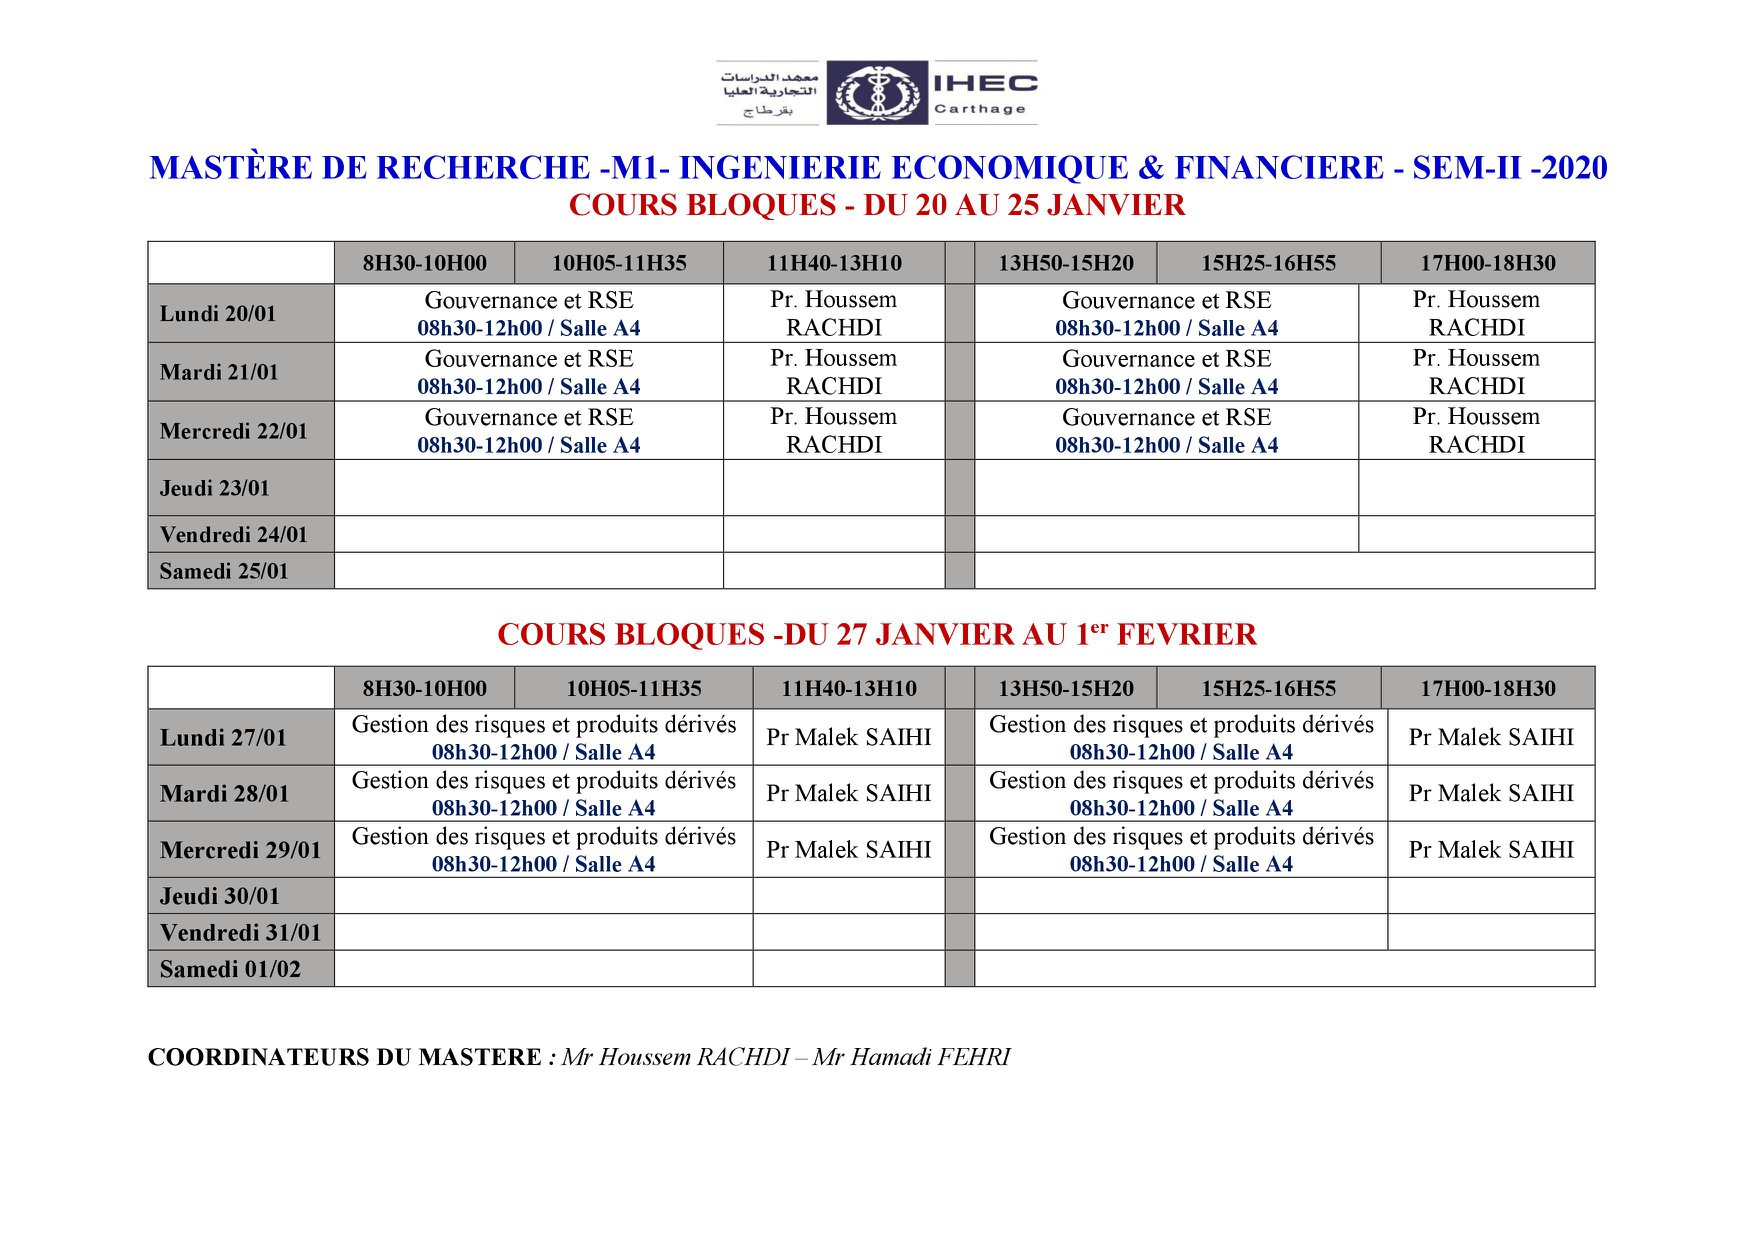 معهد الدراسات
التجارية العليا
بقرطاج
IHEC
Carthage
MASTÈRE DE RECHERCHE -M1- INGENIERIE ECONOMIQUE & FINANCIERE - SEM-II -2020
COURS BLOQUES - DU 20 AU 25 JANVIER
8H30-10H00 10H05-11H35 11H40-13H10 13H50-15H20 15H25-16H55 17H00-18H30
Lundi 20/01
Gouvernance et RSE
08h30-12h00 / Salle A4
Pr. Houssem
RACHDI
Gouvernance et RSE
08h30-12h00 / Salle A4
Pr. Houssem
RACHDI
Mardi 21/01
Gouvernance et RSE
08h30-12h00 / Salle A4
Pr. Houssem
RACHDI
Gouvernance et RSE
08h30-12h00 / Salle A4
Pr. Houssem
RACHDI
Mercredi 22/01
Gouvernance et RSE
08h30-12h00 / Salle A4
Pr. Houssem
RACHDI
Gouvernance et RSE
08h30-12h00 / Salle A4
Pr. Houssem
RACHDI
Jeudi 23/01
Vendredi 24/01
Samedi 25/01
COURS BLOQUES -DU 27 JANVIER AU 1er FEVRIER
8H30-10H00 10H05-11H35 11H40-13H10 13H50-15H20 15H25-16H55 17H00-18H30
Lundi 27/01
Gestion des risques et produits dérivés
08h30-12h00 / Salle A4
Pr Malek SAIHI
Gestion des risques et produits dérivés
08h30-12h00 / Salle A4
Pr Malek SAIHI
Mardi 28/01
Gestion des risques et produits dérivés
08h30-12h00 / Salle A4
Pr Malek SAIHI
Gestion des risques et produits dérivés
08h30-12h00 / Salle A4
Pr Malek SAIHI
Mercredi 29/01
Gestion des risques et produits dérivés
08h30-12h00 / Salle A4
Pr Malek SAIHI
Gestion des risques et produits dérivés
08h30-12h00 / Salle A4
Pr Malek SAIHI
Jeudi 30/01
Vendredi 31/01
Samedi 01/02
COORDINATEURS DU MASTERE : Mr Houssem RACHDI – Mr Hamadi FEHRI